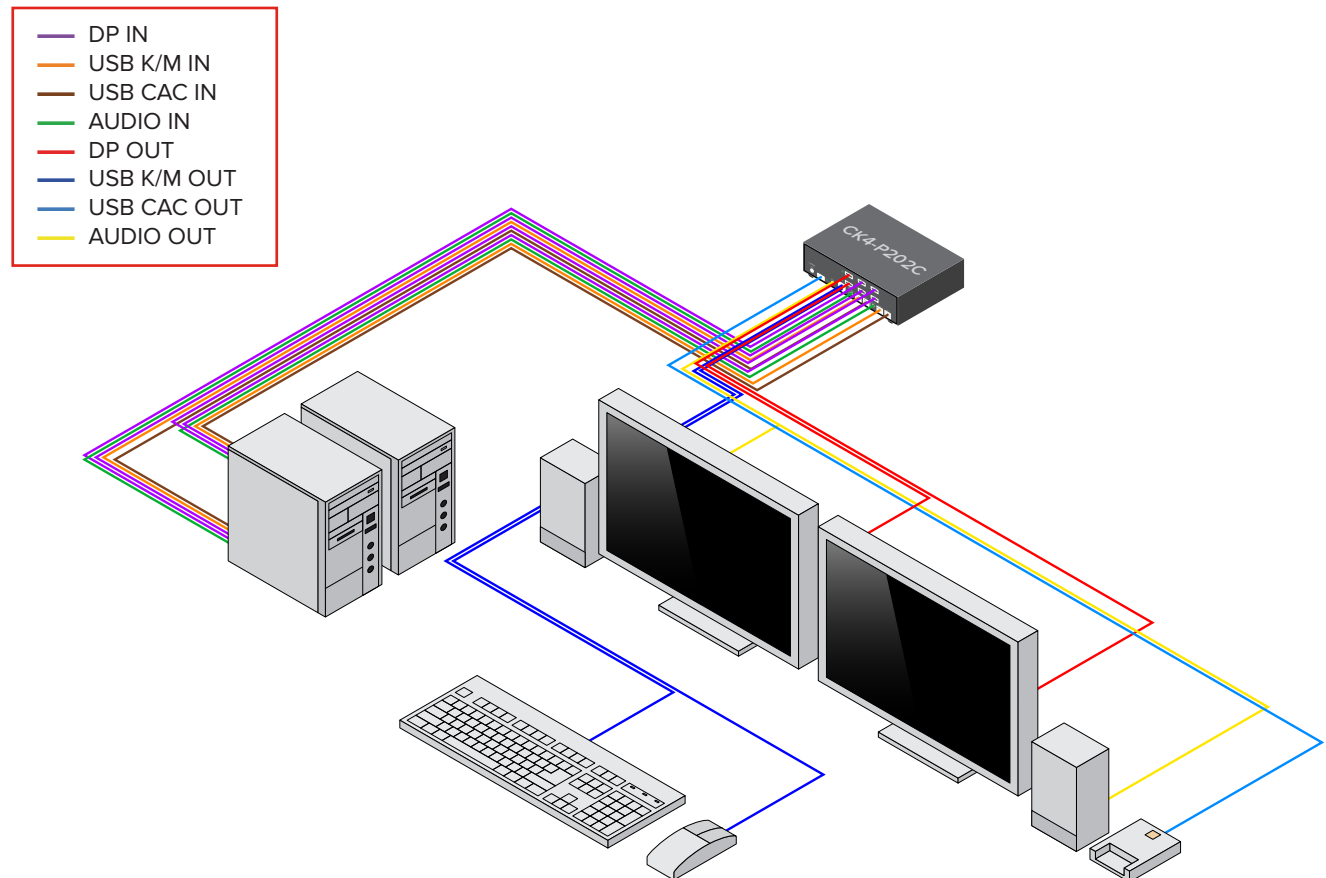 DP IN
USB K/M IN
USB CAC IN
AUDIO IN
DP OUT
USB K/M OUT
USB CAC OUT
AUDIO OUT
CK4-P202C